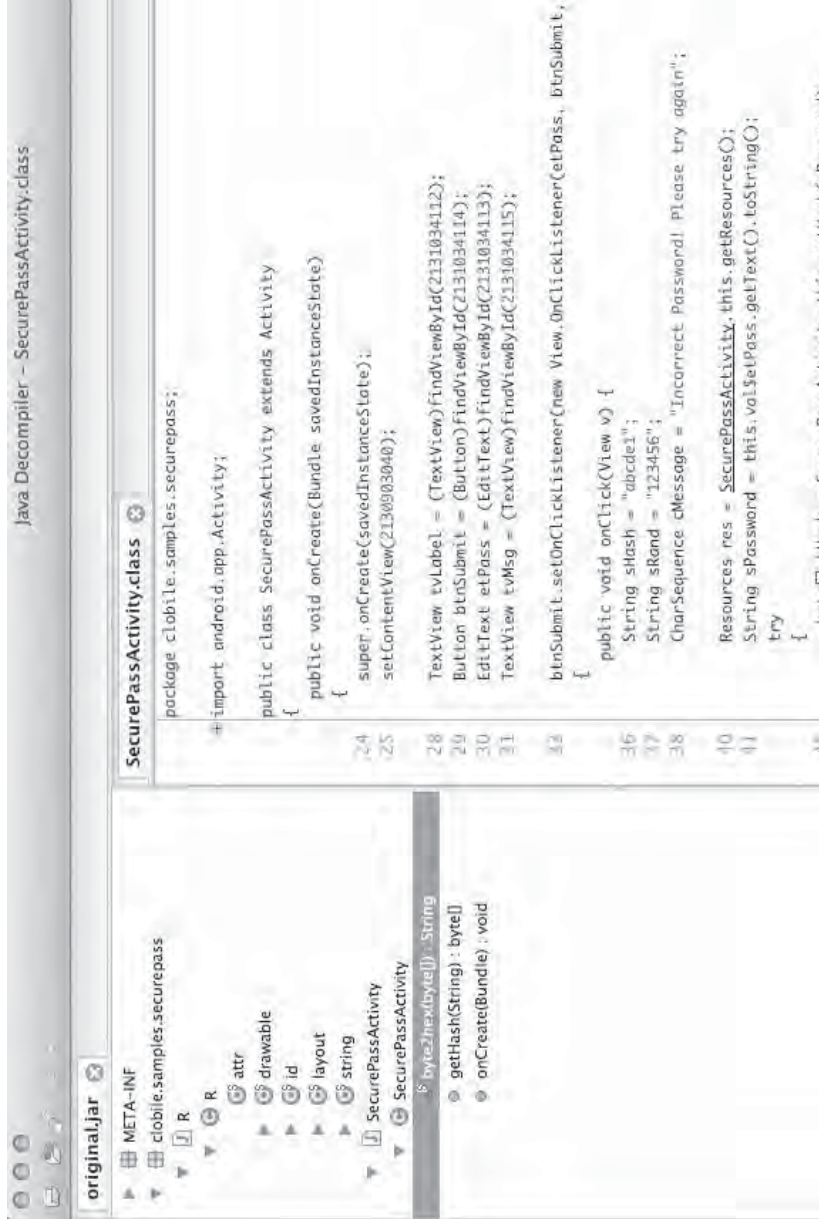 Java Decompiler – SecurePassActivity.class
original.jar
META-INF
clobile.samples.securepass
J R
C R
attr
drawable
id
layout
string
J SecurePassActivity
C SecurePassActivity
byte2hex(byte[]) : String
getHash(String) : byte[]
onCreate(Bundle) : void
SecurePassActivity.class
package clobile.samples.securepass;
+import android.app.Activity;
public class SecurePassActivity extends Activity
{
public void onCreate(Bundle savedInstanceState)
{
24 super.onCreate(savedInstanceState);
25 setContentView(2130903040);
28 TextView tvLabel = (TextView)findViewById(2131034112);
29 Button btnSubmit = (Button)findViewById(2131034114);
30 EditText etPass = (EditText)findViewById(2131034113);
31 TextView tvMsg = (TextView)findViewById(2131034115);
33 btnSubmit.setOnClickListener(new View.OnClickListener(etPass, btnSubmit,
{
public void onClick(View v) {
36 String sHash = "abcde1";
37 String sRand = "123456";
38 CharSequence cMessage = "Incorrect Password! Please try again";
40 Resources res = SecurePassActivity.this.getResources();
41 String sPassword = this.val$etPass.getText().toString();
try
{